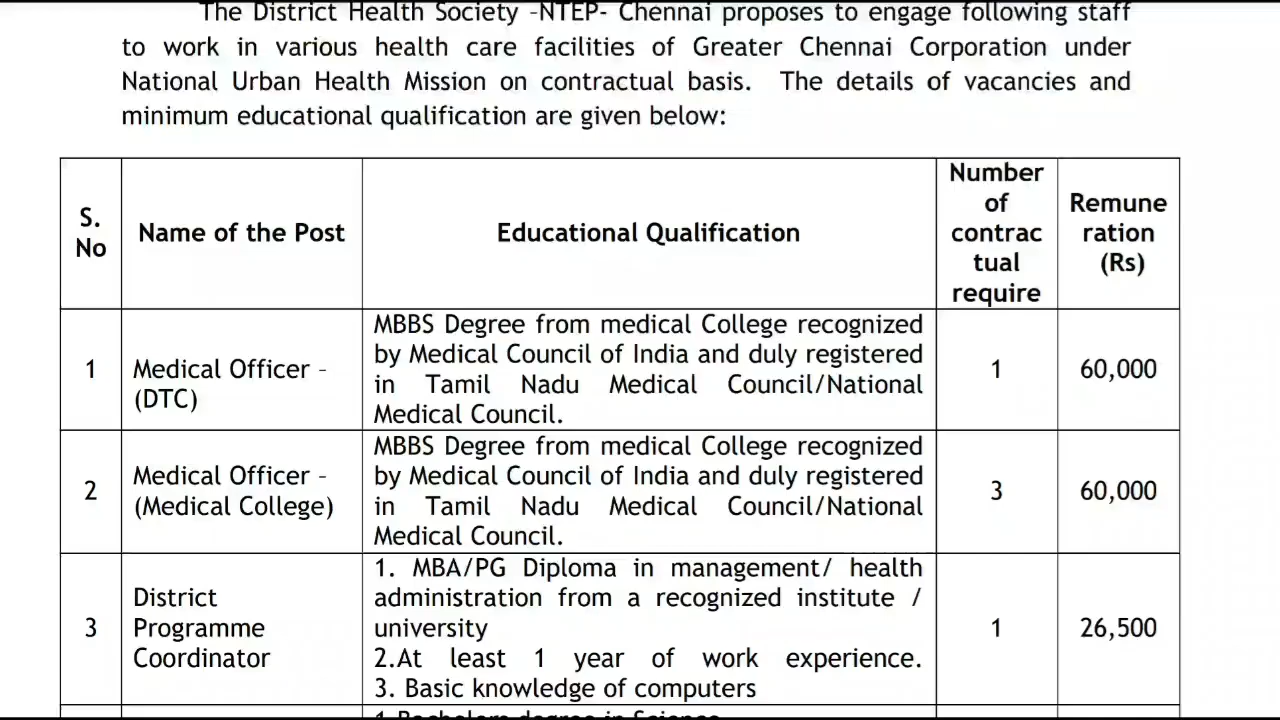 The District Health Society –NTEP- Chennai proposes to engage following staff
to work in various health care facilities of Greater Chennai Corporation under
National Urban Health Mission on contractual basis. The details of vacancies and
minimum educational qualification are given below:
S. No
Name of the Post
Educational Qualification
Number
of
contrac
tual
require
Remune
ration
(Rs)
1
Medical Officer –
(DTC)
MBBS Degree from medical College recognized
by Medical Council of India and duly registered
in Tamil Nadu Medical Council/National
Medical Council.
1
60,000
2
Medical Officer –
(Medical College)
MBBS Degree from medical College recognized
by Medical Council of India and duly registered
in Tamil Nadu Medical Council/National
Medical Council.
3
60,000
3
District
Programme
Coordinator
1. MBA/PG Diploma in management/ health
administration from a recognized institute /
university
2.At least 1 year of work experience.
3. Basic knowledge of computers
1
26,500
1.Bachelors degree in Science